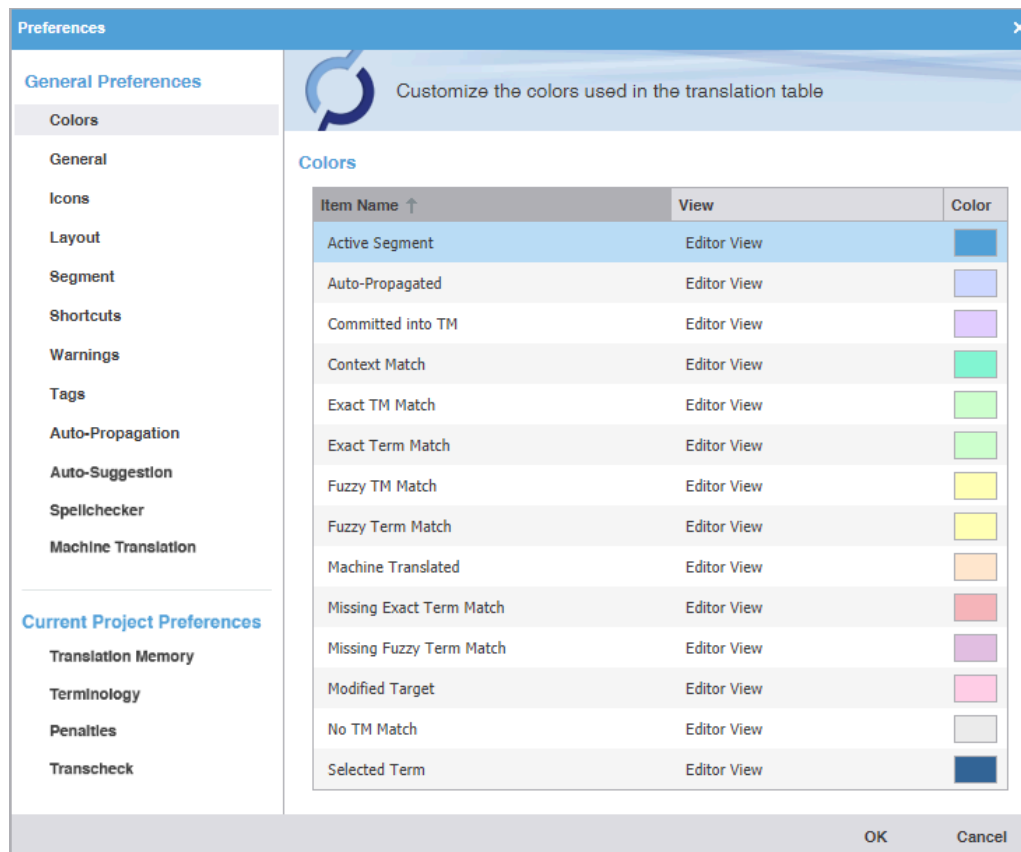 Preferences
General Preferences
Colors
General
Icons
Layout
Segment
Shortcuts
Warnings
Tags
Auto-Propagation
Auto-Suggestion
Spellchecker
Machine Translation
Current Project Preferences
Translation Memory
Terminology
Penalties
Transcheck
Customize the colors used in the translation table
Colors
Item Name ↑ View Color
Active Segment Editor View
Auto-Propagated Editor View
Committed into TM Editor View
Context Match Editor View
Exact TM Match Editor View
Exact Term Match Editor View
Fuzzy TM Match Editor View
Fuzzy Term Match Editor View
Machine Translated Editor View
Missing Exact Term Match Editor View
Missing Fuzzy Term Match Editor View
Modified Target Editor View
No TM Match Editor View
Selected Term Editor View
OK Cancel